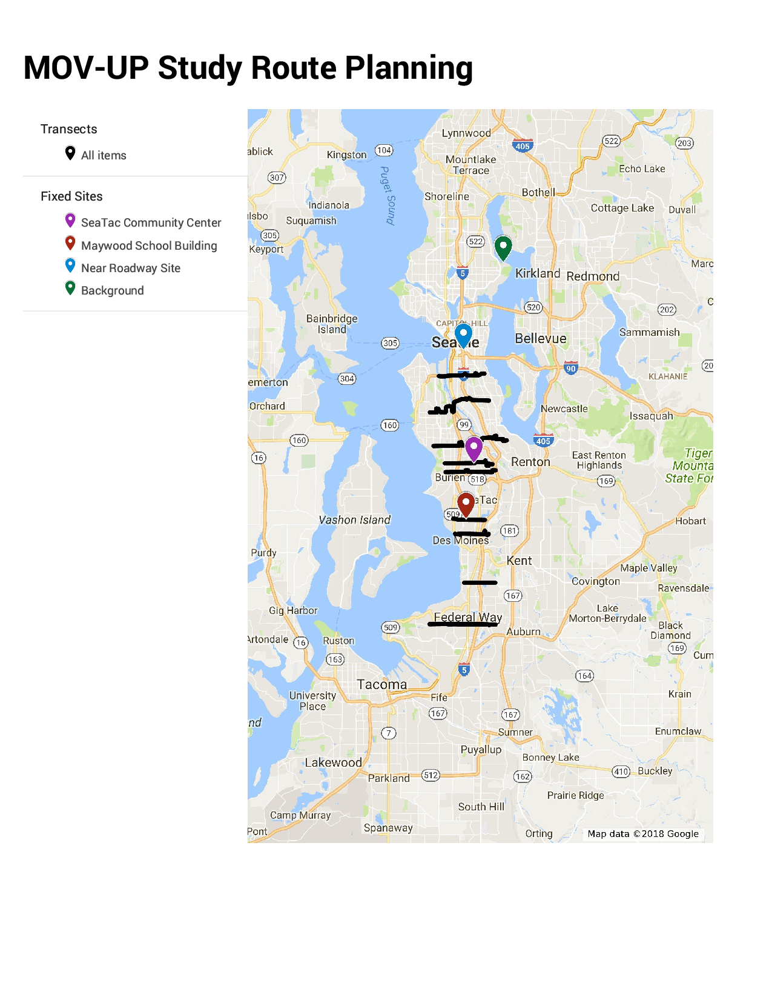 MOV-UP Study Route Planning
Transects
All items
Fixed Sites
SeaTac Community Center
Maywood School Building
Near Roadway Site
Background
Lynnwood
405
522
203
ablick
Kingston
104
Mountlake
Terrace
Echo Lake
307
Puget Sound
Shoreline
Bothell
Indianola
Cottage Lake
Duvall
ulsbo
Suquamish
305
522
Keyport
Marc
5
Kirkland
Redmond
C
520
202
Bainbridge
Island
CAPITOL HILL
Sammamish
Bellevue
305
20
90
304
KLAHANIE
emerton
Orchard
Newcastle
Issaquah
160
99
160
405
16
East Renton
Highlands
Tiger
Mounta
State For
Renton
Burien
518
169
aTac
509
Vashon Island
Hobart
181
Des Moines
Purdy
Kent
Maple Valley
Covington
Ravensdale
167
Gig Harbor
Lake
Morton-Berrydale
Federal Way
509
Black
Diamond
Auburn
Artondale
16
Ruston
169
163
Cum
5
164
Tacoma
University
Place
Fife
Krain
167
167
nd
7
Sumner
Enumclaw
Puyallup
Bonney Lake
Lakewood
Parkland
512
162
410
Buckley
Prairie Ridge
South Hill
Camp Murray
Spanaway
Pont
Orting
Map data ©2018 Google